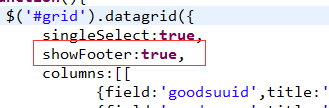 $('#grid').datagrid({
singleSelect:true,
showFooter:true,
columns:[[
{field:'goodsuuid',title:'